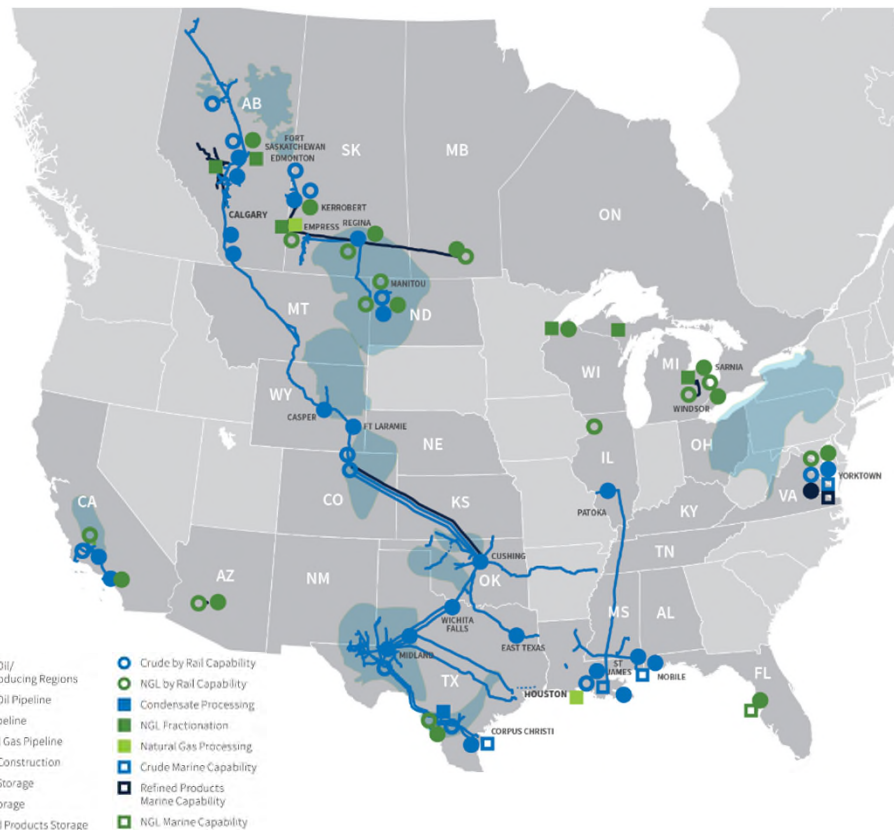 AB
SK
MB
FORT
SASKATCHEWAN
EDMONTON
ON
KERROBERT
CALGARY
EMPRESS
REGINA
MANITOU
MT
ND
WI
MI
SARNIA
WINDSOR
WY
CASPER
FT LARAMIE
NE
IL
OH
YORKTOWN
VA
CO
KS
KY
PATOKA
CA
CUSHING
TN
AZ
NM
OK
WICHITA
FALLS
MS
AL
EAST TEXAS
MIDLAND
ST
JAMES
MOBILE
TX
HOUSTON
FL
CORPUS CHRISTI
Oil/
oducing Regions
Oil Pipeline
peline
l Gas Pipeline
Construction
Storage
orage
d Products Storage
Crude by Rail Capability
NGL by Rail Capability
Condensate Processing
NGL Fractionation
Natural Gas Processing
Crude Marine Capability
Refined Products
Marine Capability
NGL Marine Capability